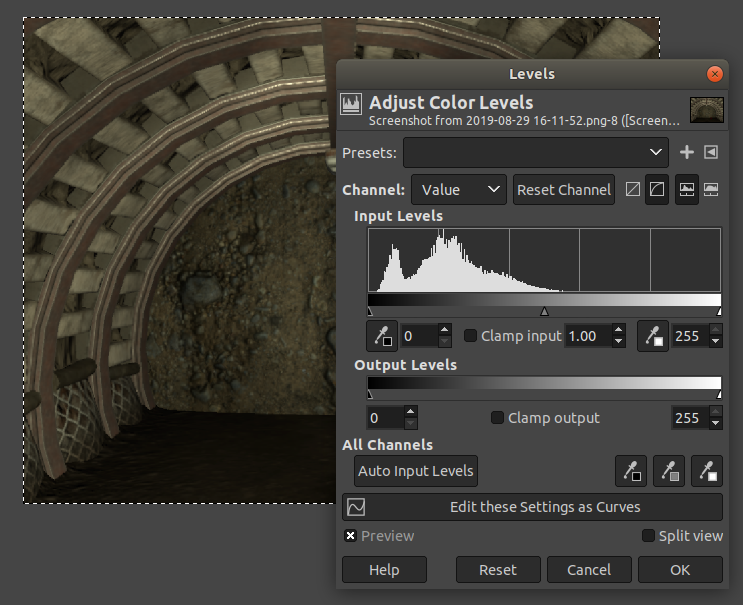 Levels
Adjust Color Levels
Screenshot from 2019-08-29 16-11-52.png-8 ([Screen...
Presets:
Channel: Value Reset Channel
Input Levels
0 Clamp input 1.00 255
Output Levels
0 Clamp output 255
All Channels
Auto Input Levels
Edit these Settings as Curves
Preview Split view
Help Reset Cancel OK